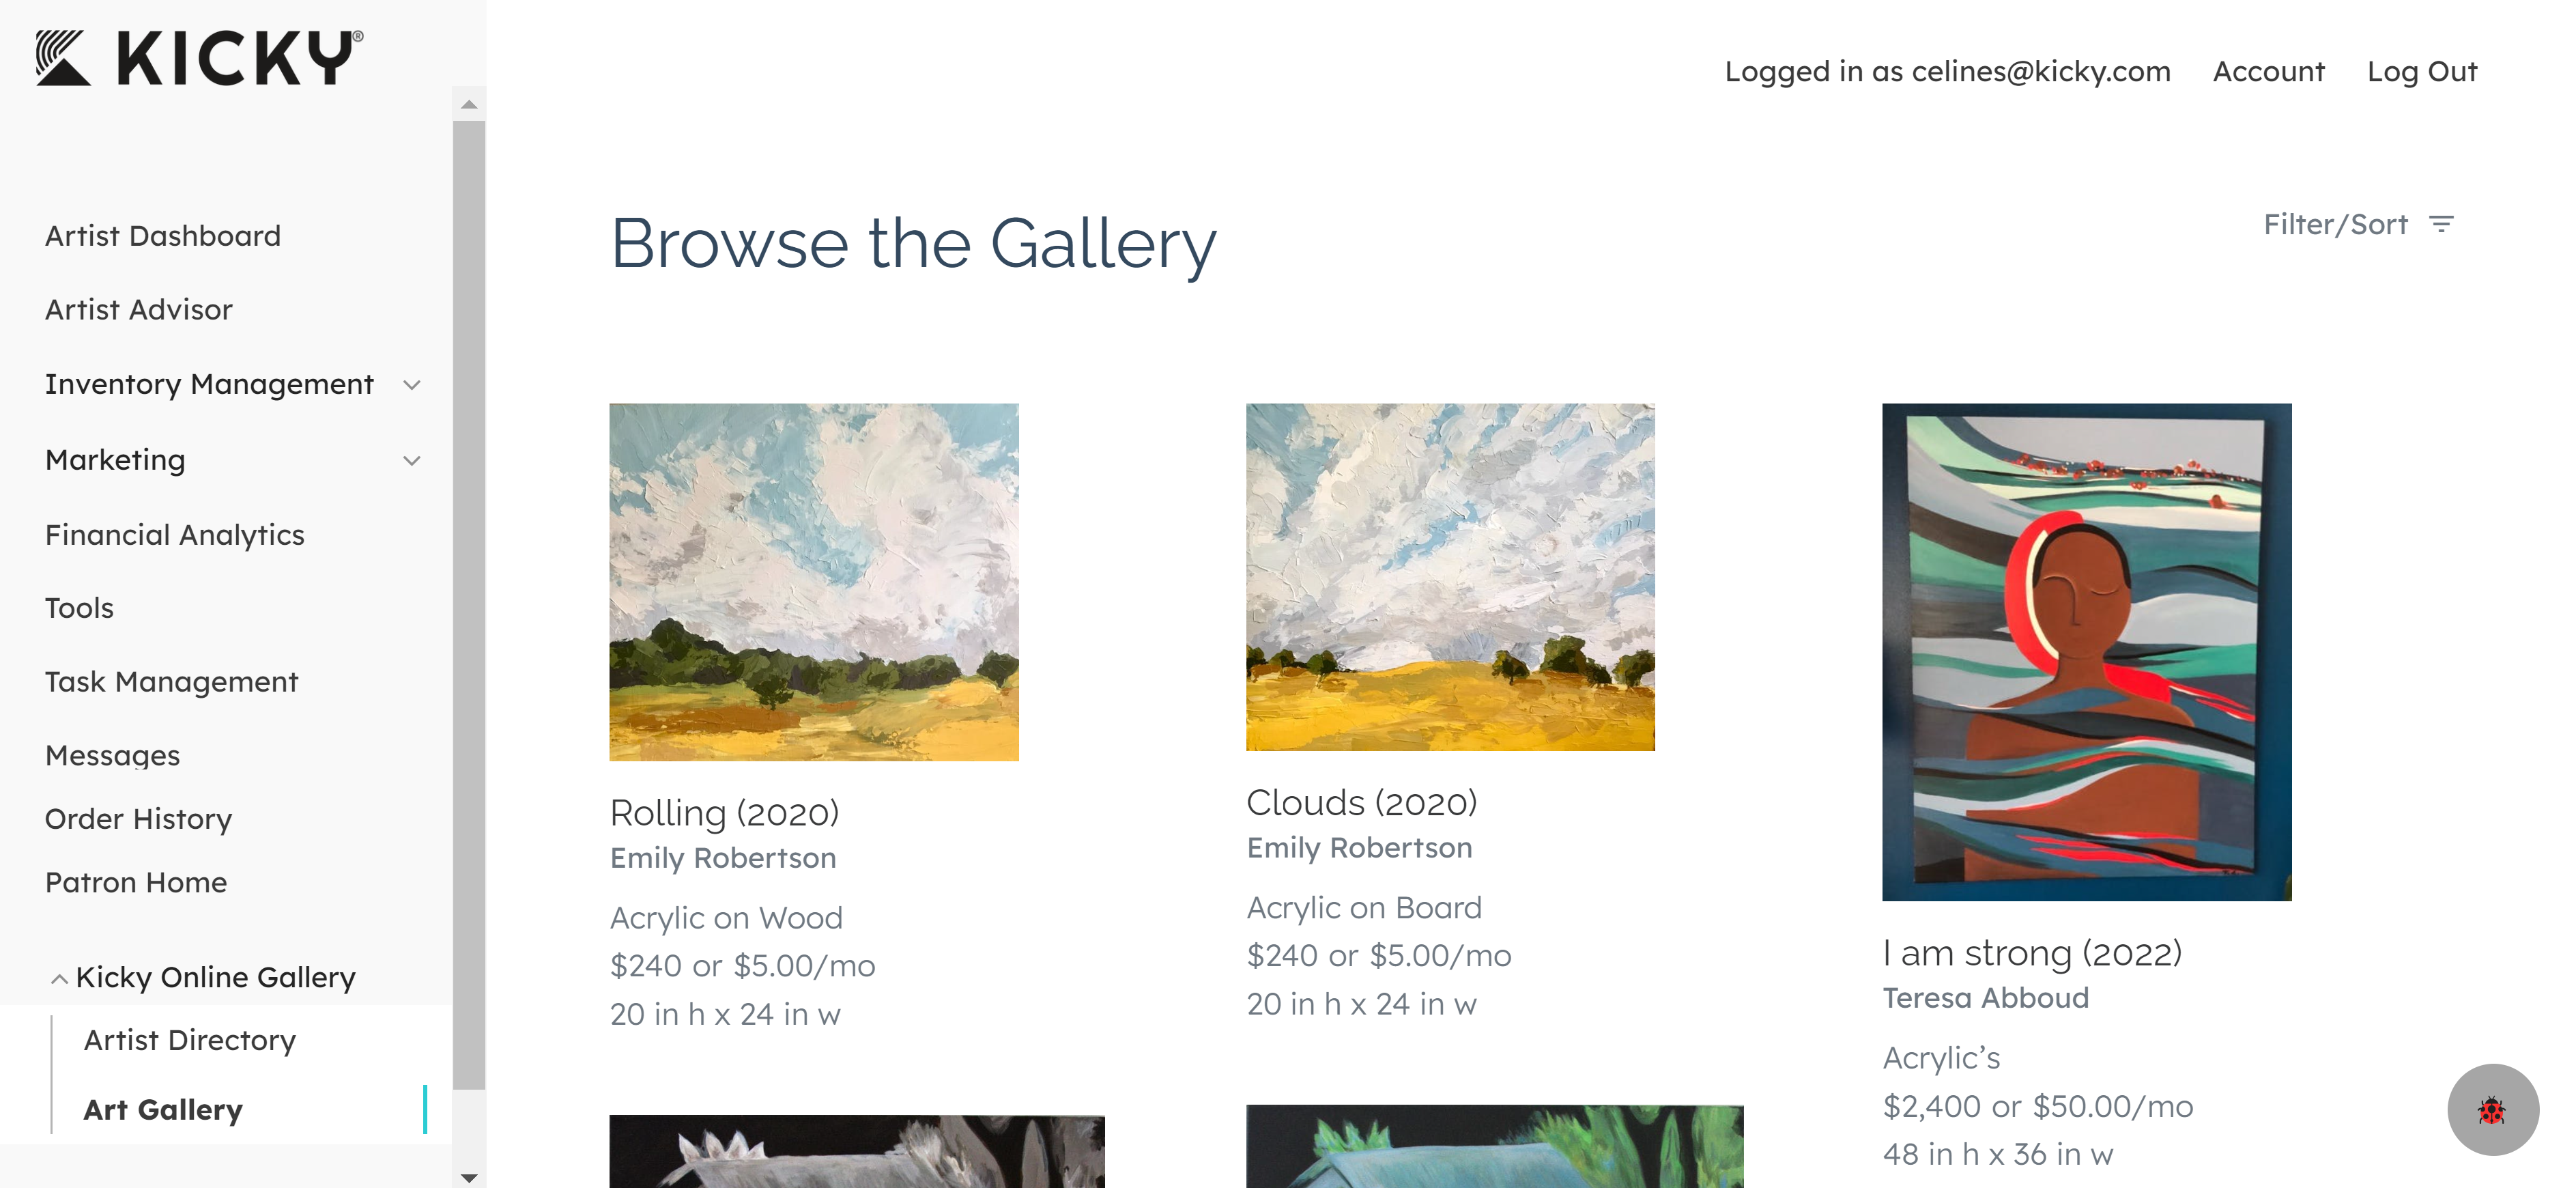 KICKY®
Logged in as celines@kicky.com Account Log Out
Artist Dashboard
Artist Advisor
Inventory Management
Marketing
Financial Analytics
Tools
Task Management
Messages
Order History
Patron Home
Kicky Online Gallery
Artist Directory
Art Gallery
Browse the Gallery
Filter/Sort
Rolling (2020)
Emily Robertson
Acrylic on Wood
$240 or $5.00/mo
20 in h x 24 in w
Clouds (2020)
Emily Robertson
Acrylic on Board
$240 or $5.00/mo
20 in h x 24 in w
I am strong (2022)
Teresa Abboud
Acrylic’s
$2,400 or $50.00/mo
48 in h x 36 in w